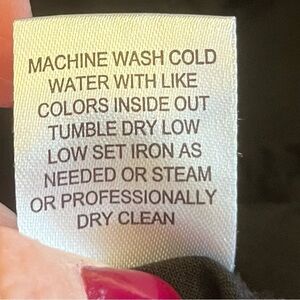 MACHINE WASH COLD
WATER WITH LIKE
COLORS INSIDE OUT
TUMBLE DRY LOW
LOW SET IRON AS
NEEDED OR STEAM
OR PROFESSIONALLY
DRY CLEAN